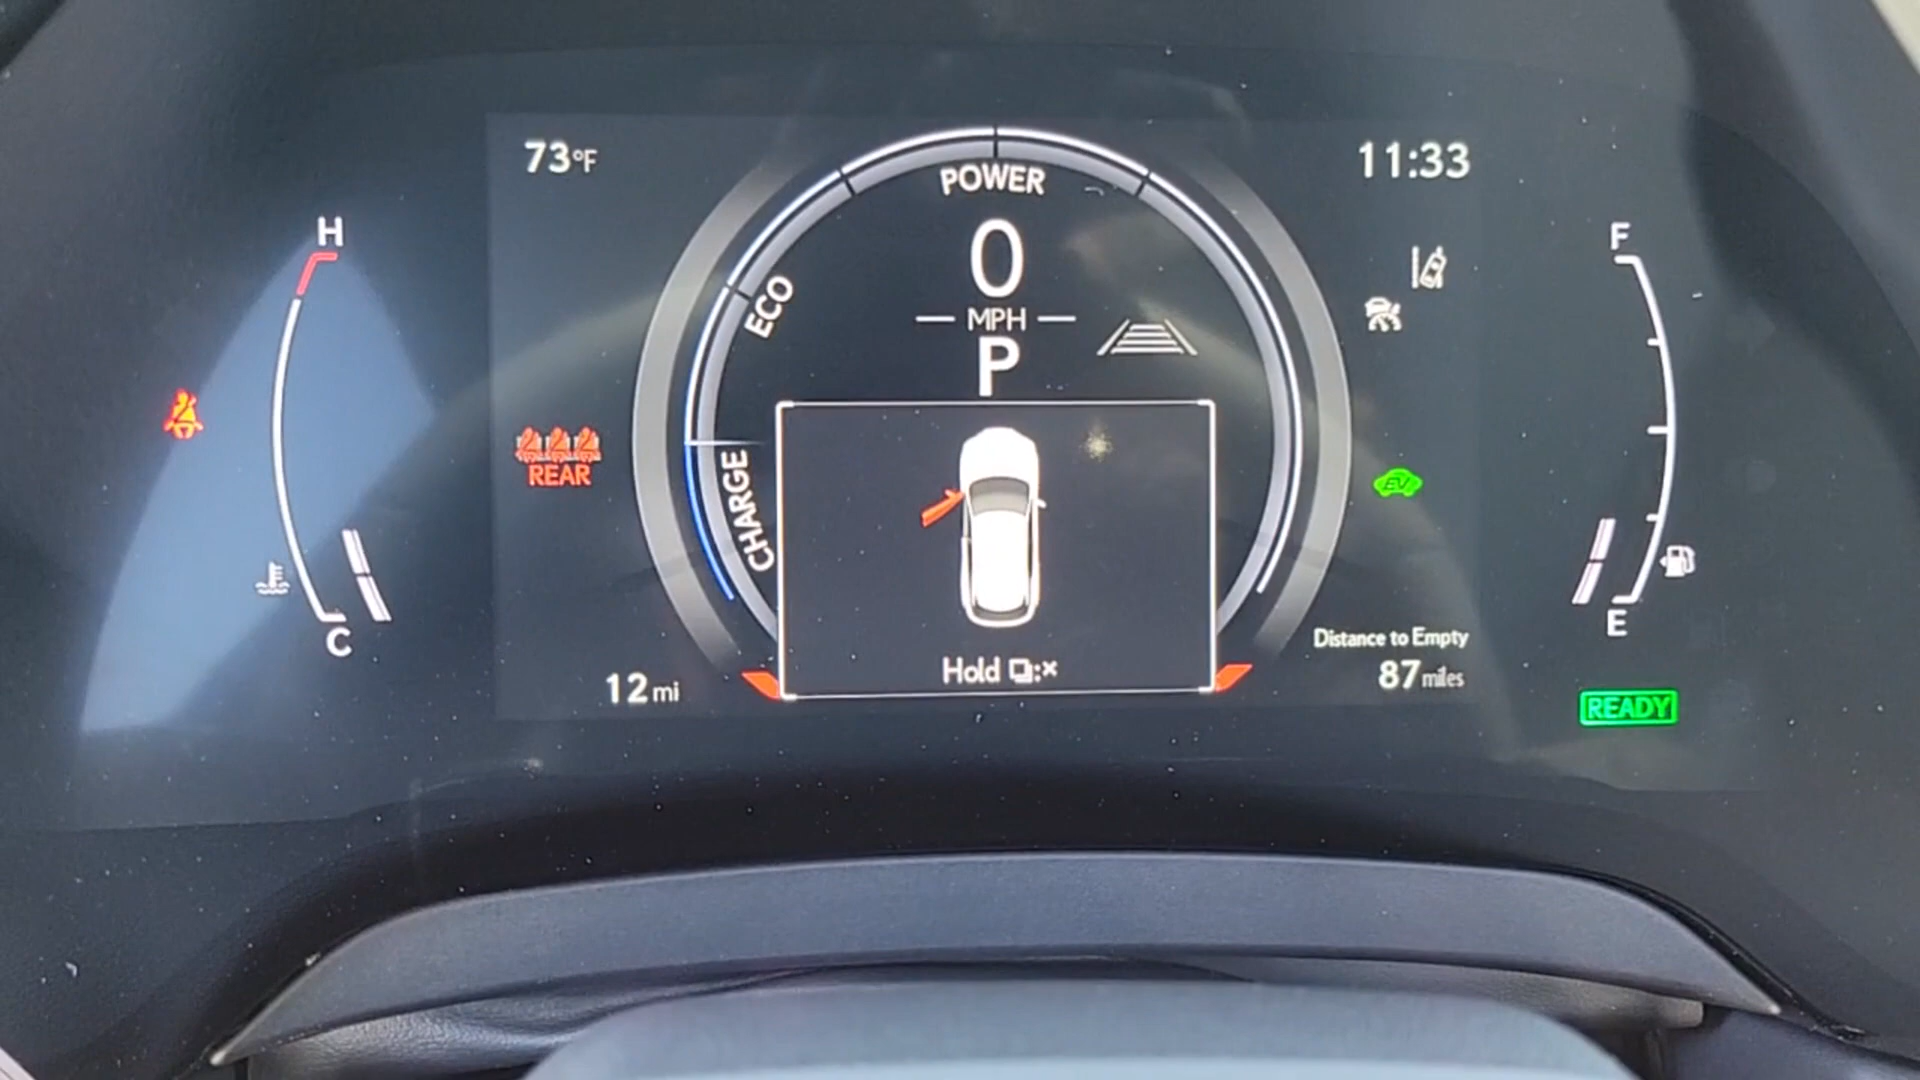 73°F
11:33
POWER
H
F
0
ECO
MPH
P
REAR
CHARGE
EV
C
E
Distance to Empty
Hold :×
87 miles
12 mi
READY